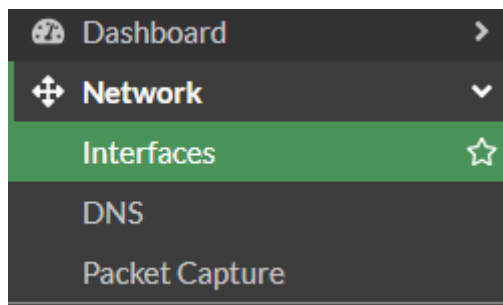 Dashboard
Network
Interfaces
DNS
Packet Capture